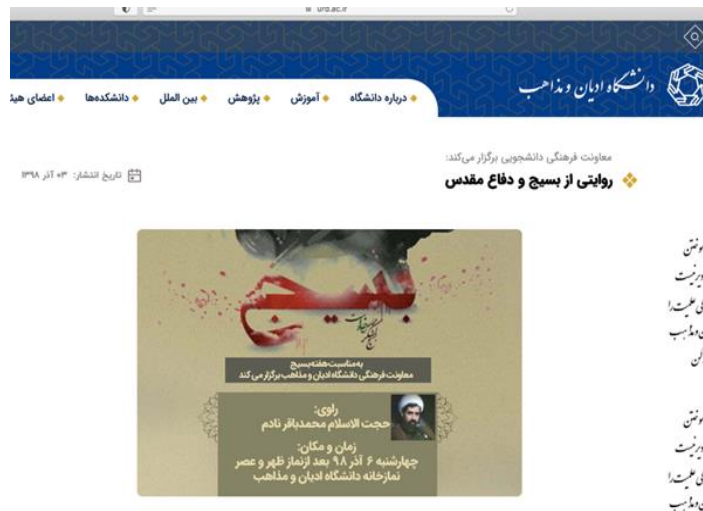 urd.ac.ir
دانشگاه ادیان و مذاهب
درباره دانشگاه
آموزش
پژوهش
بین الملل
دانشکده‌ها
اعضای هیئ
معاونت فرهنگی دانشجویی برگزار می‌کند:
روایتی از بسیج و دفاع مقدس
تاریخ انتشار: ۰۳ آذر ۱۳۹۸
بسیج
به‌مناسبت‌هفته‌بسیج
معاونت فرهنگی دانشگاه ادیان و مذاهب برگزار می کند
راوی:
حجت الاسلام محمدباقر نادم
زمان و مکان:
چهارشنبه ۶ آذر ۹۸ بعد ازنماز ظهر و عصر
نمازخانه دانشگاه ادیان و مذاهب